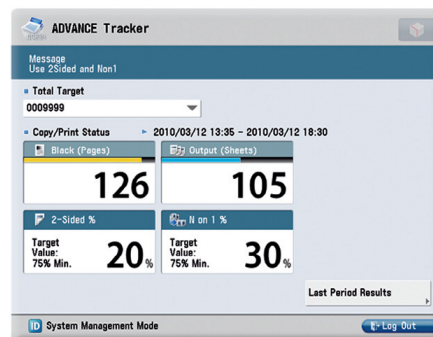 ADVANCE Tracker
Message
Use 2Sided and Non1
Total Target
0009999
Copy/Print Status 2010/03/12 13:35 - 2010/03/12 18:30
Black (Pages)
126
Output (Sheets)
105
2-Sided %
Target
Value:
75% Min.
20%
N on 1 %
Target
Value:
75% Min.
30%
Last Period Results
ID System Management Mode
Log Out